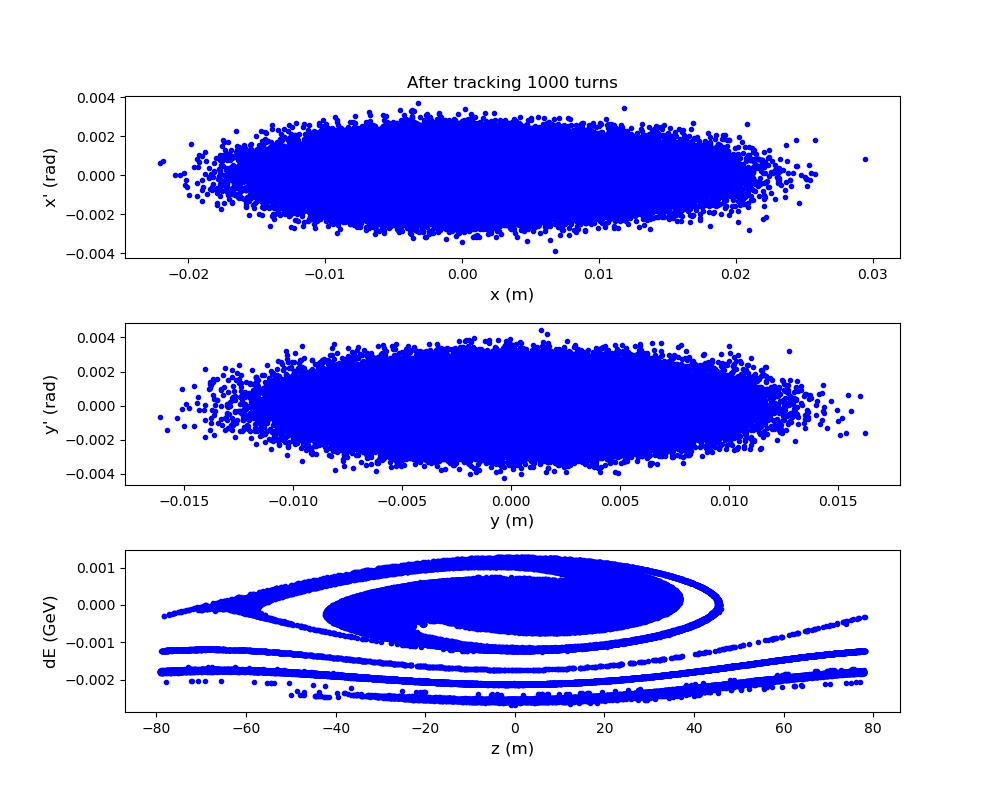 After tracking 1000 turns
0.004
0.002
0.000
−0.002
−0.004
x' (rad)
−0.02 −0.01 0.00 0.01 0.02 0.03
x (m)
0.004
0.002
0.000
−0.002
−0.004
y' (rad)
−0.015 −0.010 −0.005 0.000 0.005 0.010 0.015
y (m)
0.001
0.000
−0.001
−0.002
dE (GeV)
−80 −60 −40 −20 0 20 40 60 80
z (m)